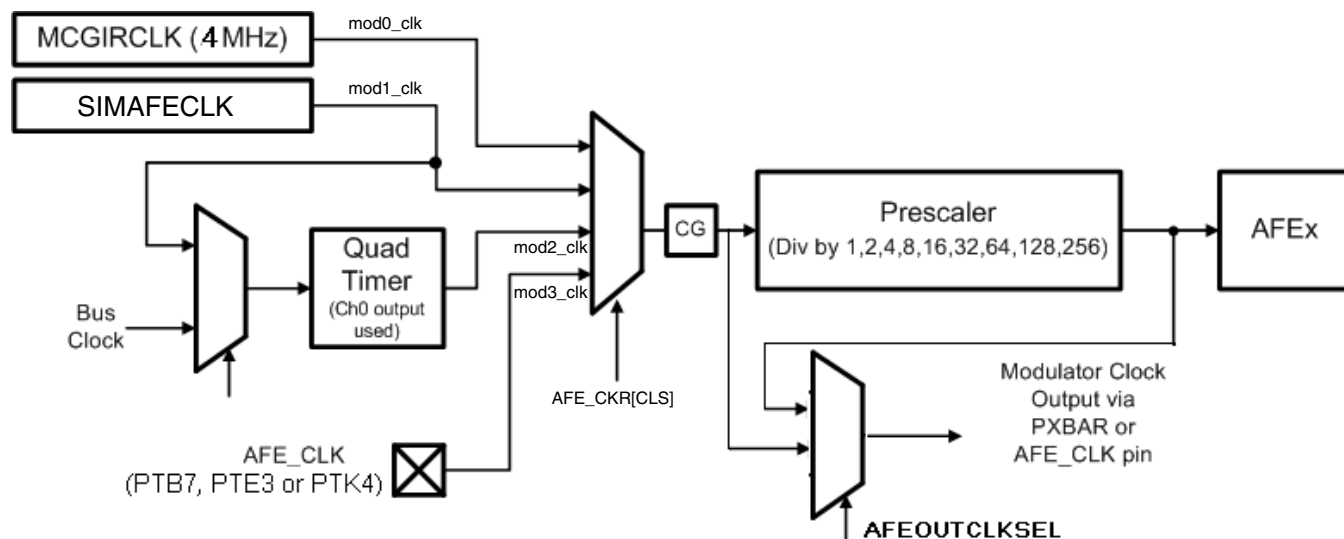 MCGIRCLK (4MHz)
mod0_clk
SIMAFECLK
mod1_clk
Quad
Timer
(Ch0 output
used)
mod2_clk
mod3_clk
CG
Prescaler
(Div by 1,2,4,8,16,32,64,128,256)
AFEx
Bus
Clock
AFE_CKR[CLS]
Modulator Clock
Output via
PXBAR or
AFE_CLK pin
AFE_CLK
(PTB7, PTE3 or PTK4)
AFEOUTCLKSEL